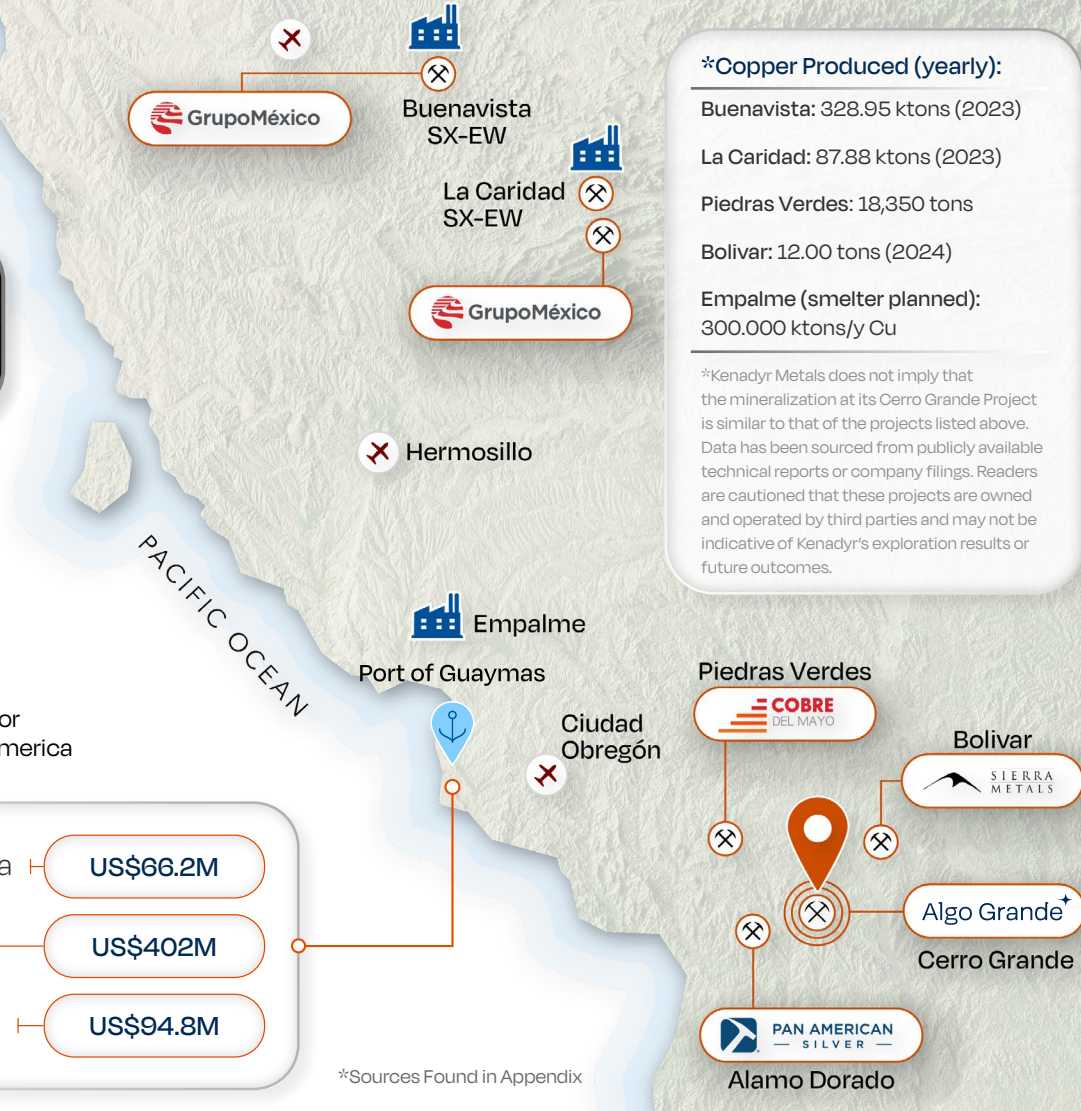 GrupoMéxico
Buenavista
SX-EW
La Caridad
SX-EW
GrupoMéxico
*Copper Produced (yearly):
Buenavista: 328.95 ktons (2023)
La Caridad: 87.88 ktons (2023)
Piedras Verdes: 18,350 tons
Bolivar: 12.00 tons (2024)
Empalme (smelter planned):
300.000 ktons/y Cu
*Kenadyr Metals does not imply that
the mineralization at its Cerro Grande Project
is similar to that of the projects listed above.
Data has been sourced from publicly available
technical reports or company filings. Readers
are cautioned that these projects are owned
and operated by third parties and may not be
indicative of Kenadyr's exploration results or
future outcomes.
Hermosillo
PACIFIC OCEAN
Empalme
Port of Guaymas
Ciudad
Obregón
Piedras Verdes
COBRE
DEL MAYO
Bolivar
SIERRA
METALS
Algo Grande
Cerro Grande
PAN AMERICAN
— SILVER —
Alamo Dorado
or
merica
a
US$66.2M
US$402M
US$94.8M
*Sources Found in Appendix